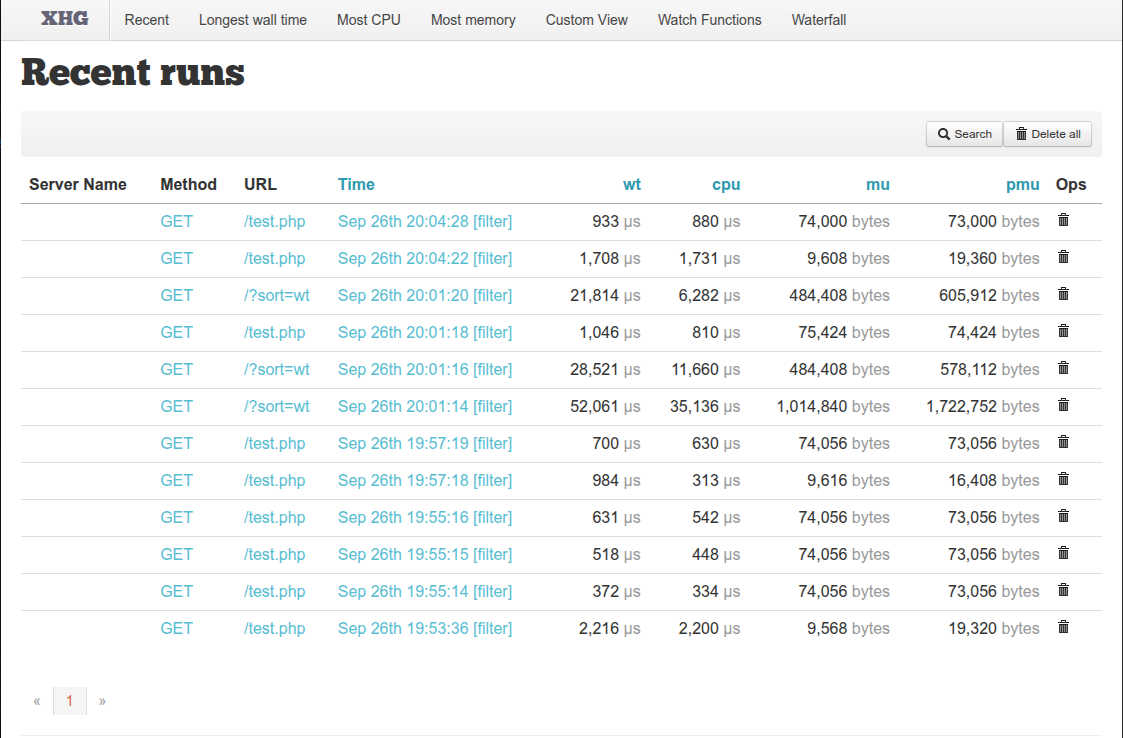 XHG Recent Longest wall time Most CPU Most memory Custom View Watch Functions Waterfall
Recent runs
Search Delete all
Server Name Method URL Time wt cpu mu pmu Ops
GET /test.php Sep 26th 20:04:28 [filter] 933 µs 880 µs 74,000 bytes 73,000 bytes
GET /test.php Sep 26th 20:04:22 [filter] 1,708 µs 1,731 µs 9,608 bytes 19,360 bytes
GET /?sort=wt Sep 26th 20:01:20 [filter] 21,814 µs 6,282 µs 484,408 bytes 605,912 bytes
GET /test.php Sep 26th 20:01:18 [filter] 1,046 µs 810 µs 75,424 bytes 74,424 bytes
GET /?sort=wt Sep 26th 20:01:16 [filter] 28,521 µs 11,660 µs 484,408 bytes 578,112 bytes
GET /?sort=wt Sep 26th 20:01:14 [filter] 52,061 µs 35,136 µs 1,014,840 bytes 1,722,752 bytes
GET /test.php Sep 26th 19:57:19 [filter] 700 µs 630 µs 74,056 bytes 73,056 bytes
GET /test.php Sep 26th 19:57:18 [filter] 984 µs 313 µs 9,616 bytes 16,408 bytes
GET /test.php Sep 26th 19:55:16 [filter] 631 µs 542 µs 74,056 bytes 73,056 bytes
GET /test.php Sep 26th 19:55:15 [filter] 518 µs 448 µs 74,056 bytes 73,056 bytes
GET /test.php Sep 26th 19:55:14 [filter] 372 µs 334 µs 74,056 bytes 73,056 bytes
GET /test.php Sep 26th 19:53:36 [filter] 2,216 µs 2,200 µs 9,568 bytes 19,320 bytes
« 1 »